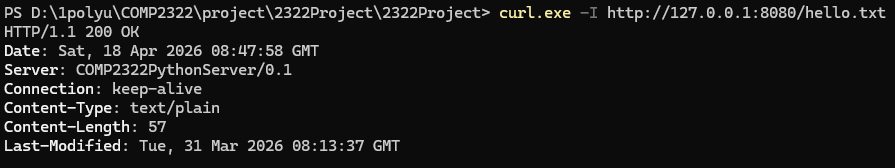 PS D:\1polyu\COMP2322\project\2322Project\2322Project> curl.exe -I http://127.0.0.1:8080/hello.txt
HTTP/1.1 200 OK
Date: Sat, 18 Apr 2026 08:47:58 GMT
Server: COMP2322PythonServer/0.1
Connection: keep-alive
Content-Type: text/plain
Content-Length: 57
Last-Modified: Tue, 31 Mar 2026 08:13:37 GMT